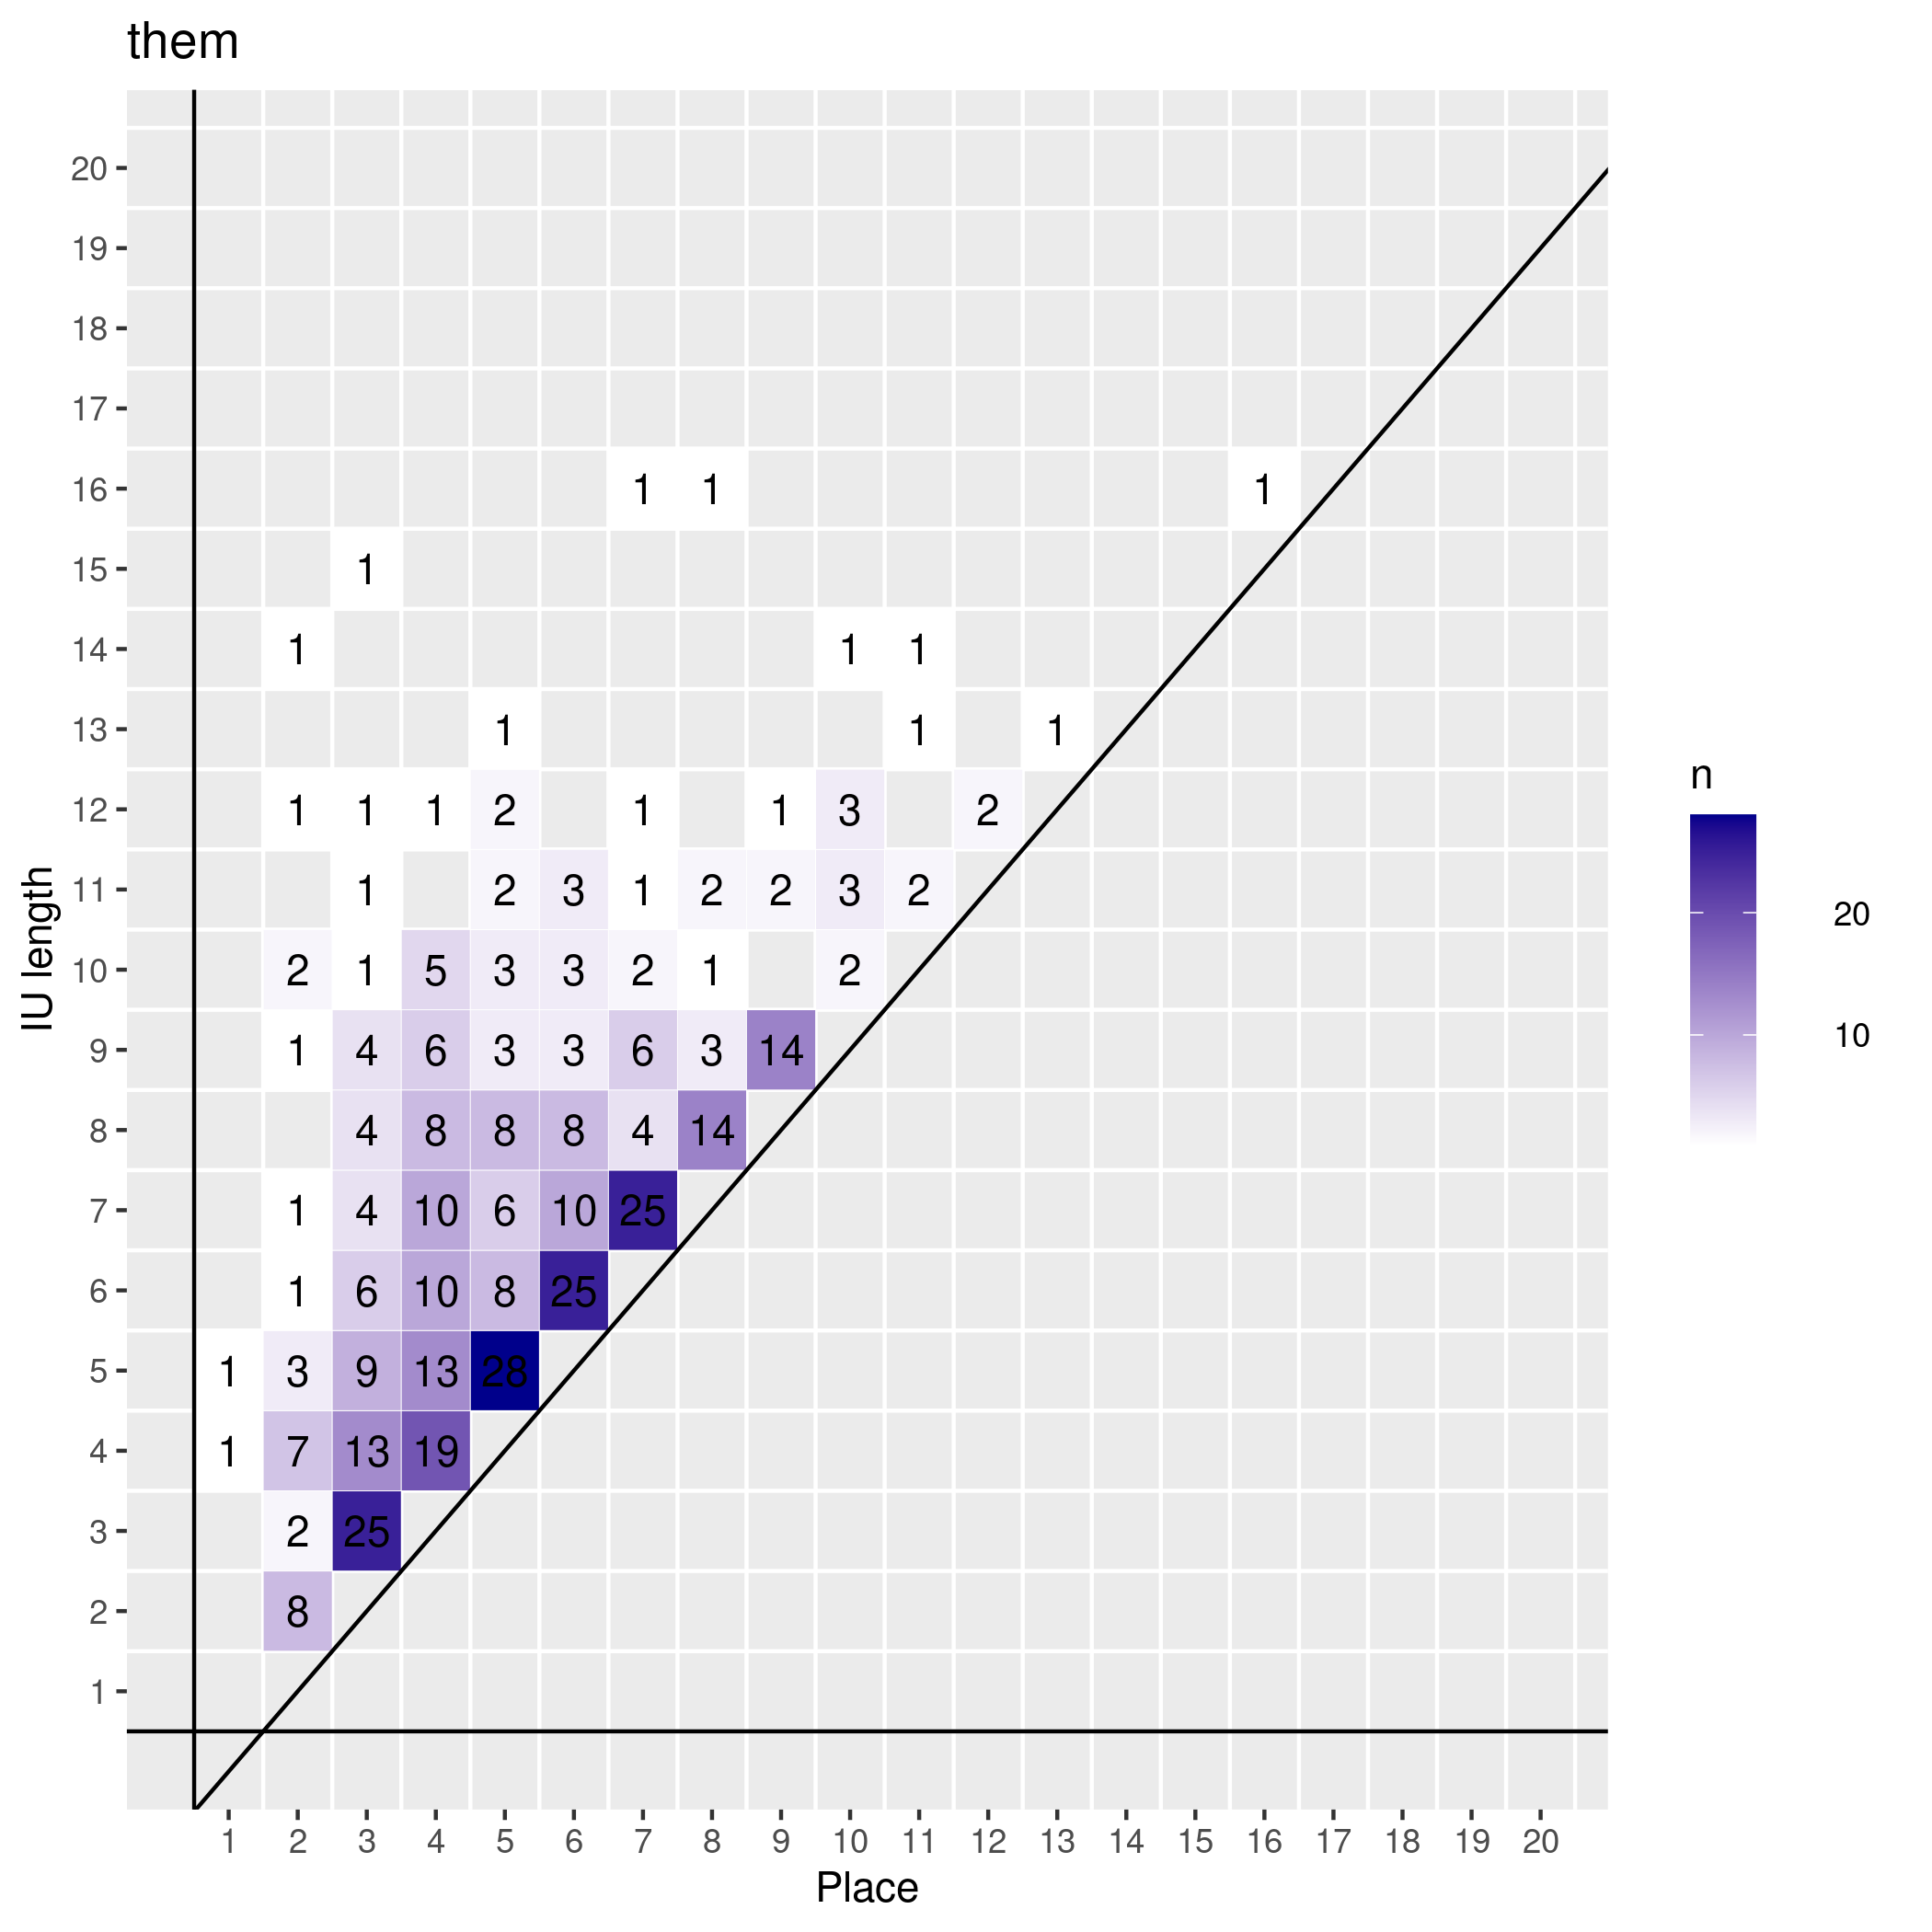 them
20
19
18
17
16 1 1 1
15 1
14 1 1 1
13 1 1 1
12 1 1 1 2 1 1 3 2
11 1 2 3 1 2 2 3 2
10 2 1 5 3 3 2 1 2
9 1 4 6 3 3 6 3 14
8 4 8 8 8 4 14
7 1 4 10 6 10 25
6 1 6 10 8 25
5 1 3 9 13 28
4 1 7 13 19
3 2 25
2 8
1
1 2 3 4 5 6 7 8 9 10 11 12 13 14 15 16 17 18 19 20
Place
IU length
n
20
10